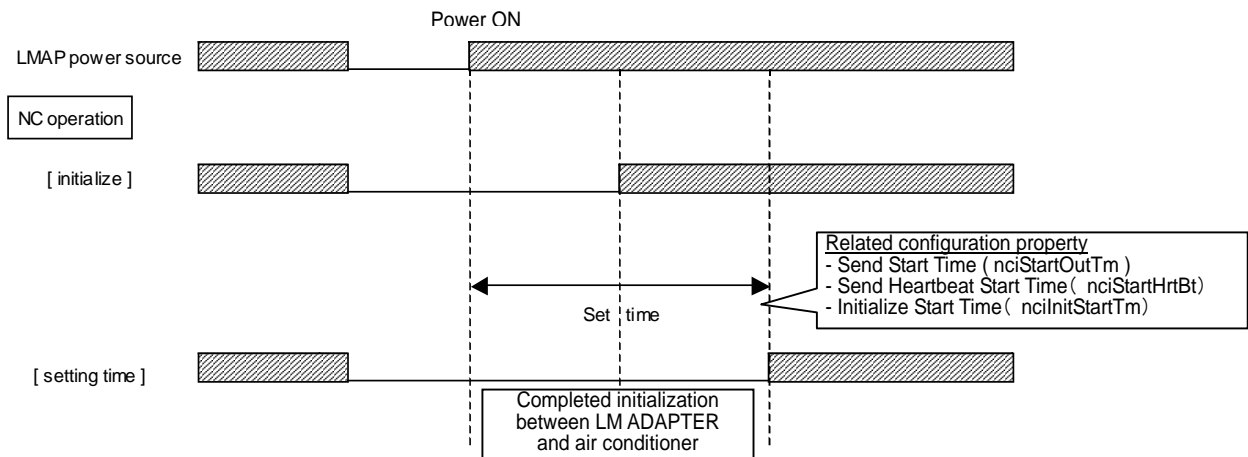 Power ON
LMAP power source
NC operation
[ initialize ]
Related configuration property
- Send Start Time ( nciStartOutTm )
- Send Heartbeat Start Time( nciStartHrtBt)
- Initialize Start Time( nciInitStartTm)
Set time
[ setting time ]
Completed initialization
between LM ADAPTER
and air conditioner